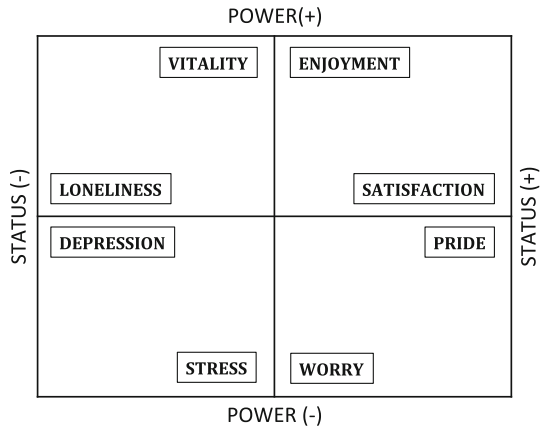 POWER(+)
VITALITY
ENJOYMENT
LONELINESS
SATISFACTION
STATUS (-)
STATUS (+)
DEPRESSION
PRIDE
STRESS
WORRY
POWER (-)